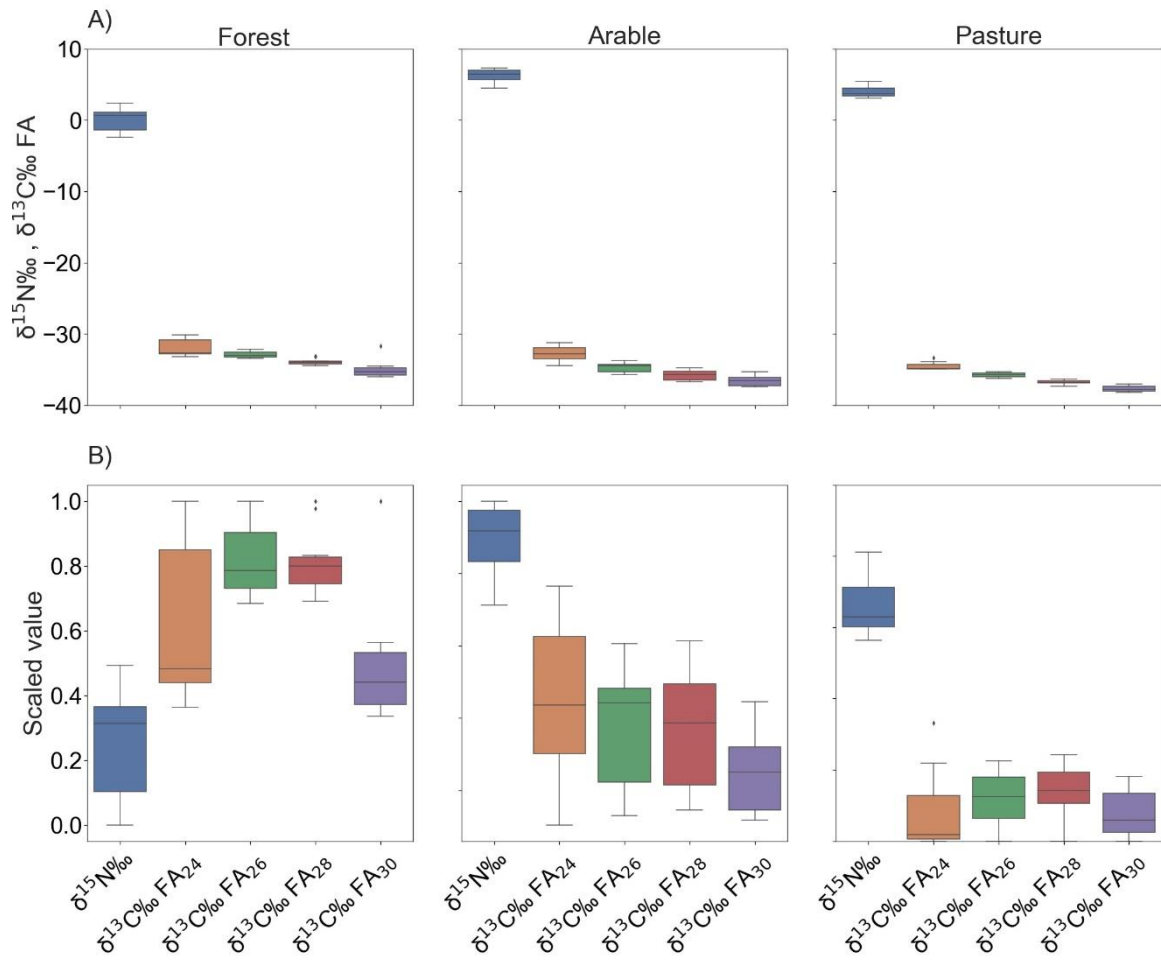 A)
Forest
Arable
Pasture
δ¹⁵N‰ , δ¹³C‰ FA
10
0
−10
−20
−30
−40
B)
Scaled value
1.0
0.8
0.6
0.4
0.2
0.0
δ¹⁵N‰
δ¹³C‰ FA₂₄
δ¹³C‰ FA₂₆
δ¹³C‰ FA₂₈
δ¹³C‰ FA₃₀
δ¹⁵N‰
δ¹³C‰ FA₂₄
δ¹³C‰ FA₂₆
δ¹³C‰ FA₂₈
δ¹³C‰ FA₃₀
δ¹⁵N‰
δ¹³C‰ FA₂₄
δ¹³C‰ FA₂₆
δ¹³C‰ FA₂₈
δ¹³C‰ FA₃₀